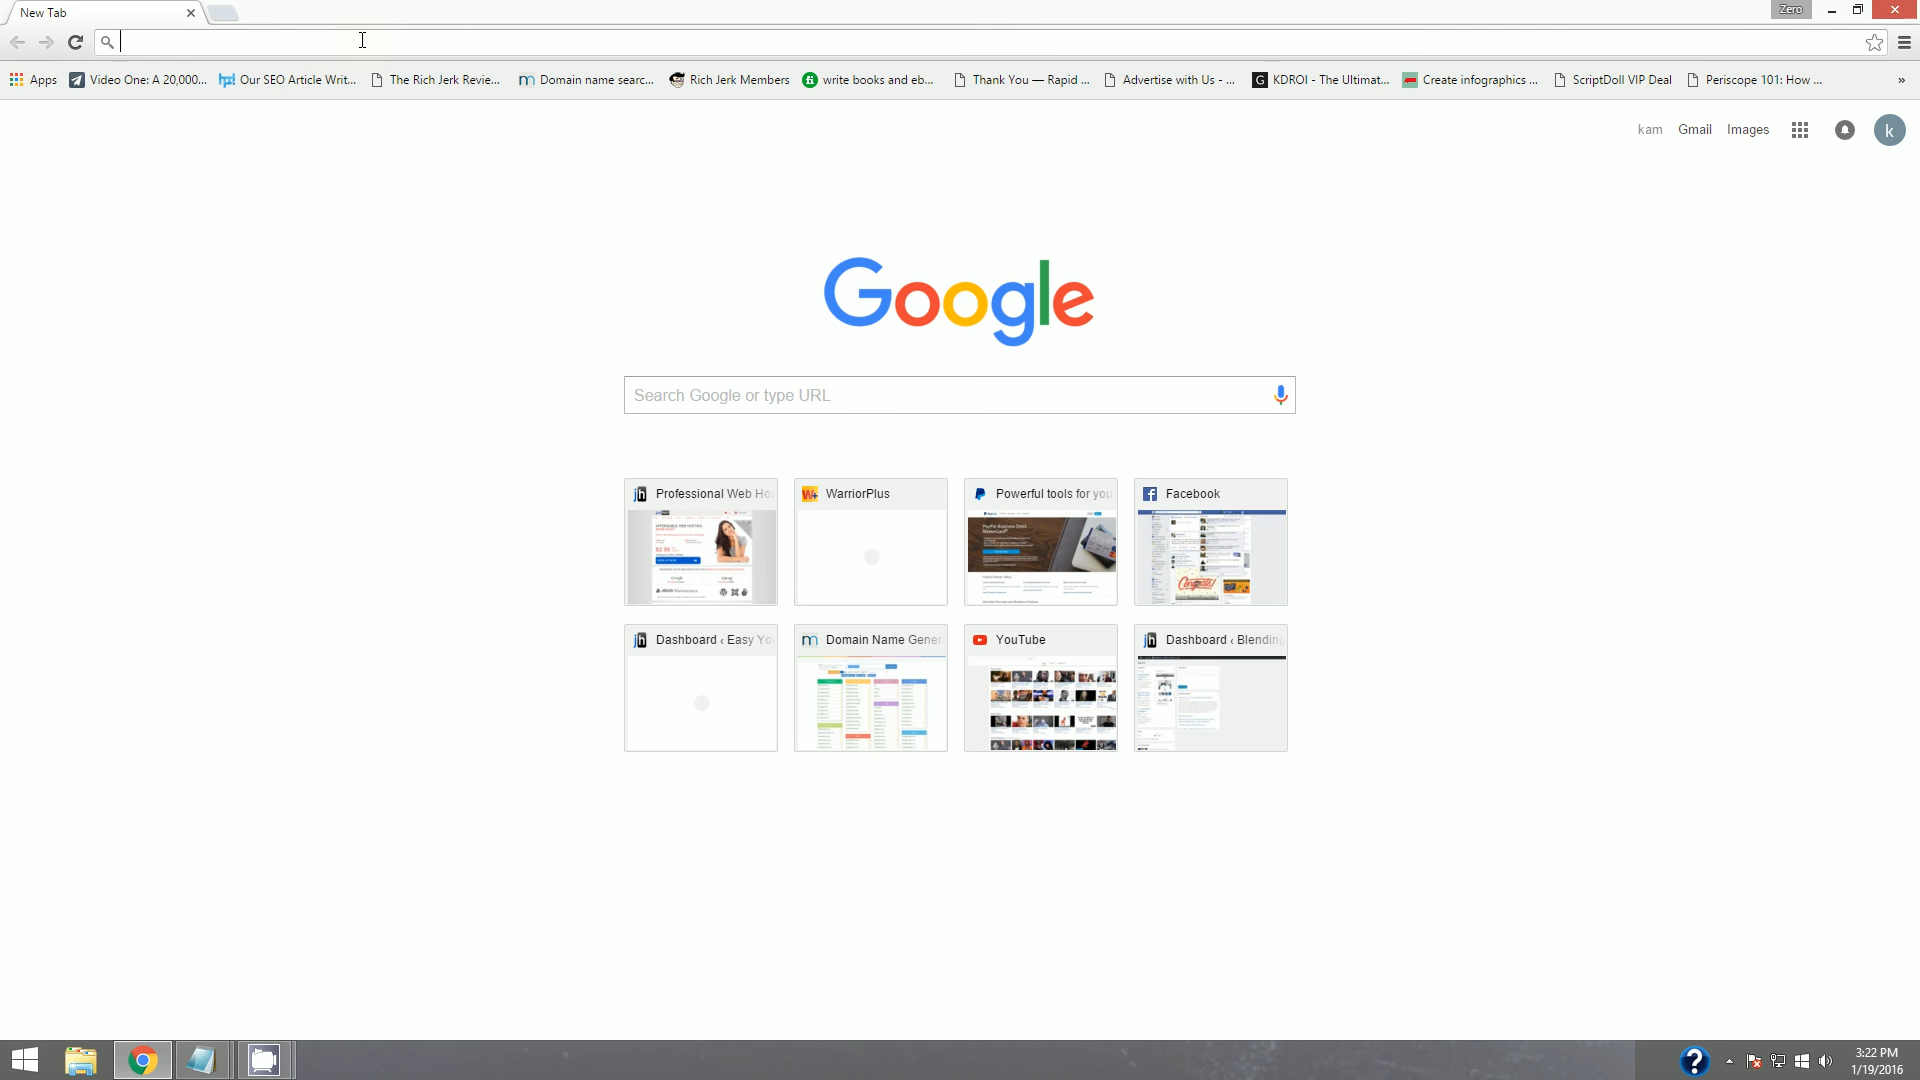 New Tab
Zero
Apps Video One: A 20,000... Our SEO Article Writ... The Rich Jerk Revie... Domain name searc... Rich Jerk Members write books and eb... Thank You — Rapid ... Advertise with Us - ... KDROI - The Ultimat... Create infographics ... ScriptDoll VIP Deal Periscope 101: How ... »
kam Gmail Images k
Google
Search Google or type URL
Professional Web Ho WarriorPlus Powerful tools for you Facebook
Congrats!
Dashboard ‹ Easy Yo Domain Name Gener YouTube Dashboard ‹ Blending
3:22 PM
1/19/2016